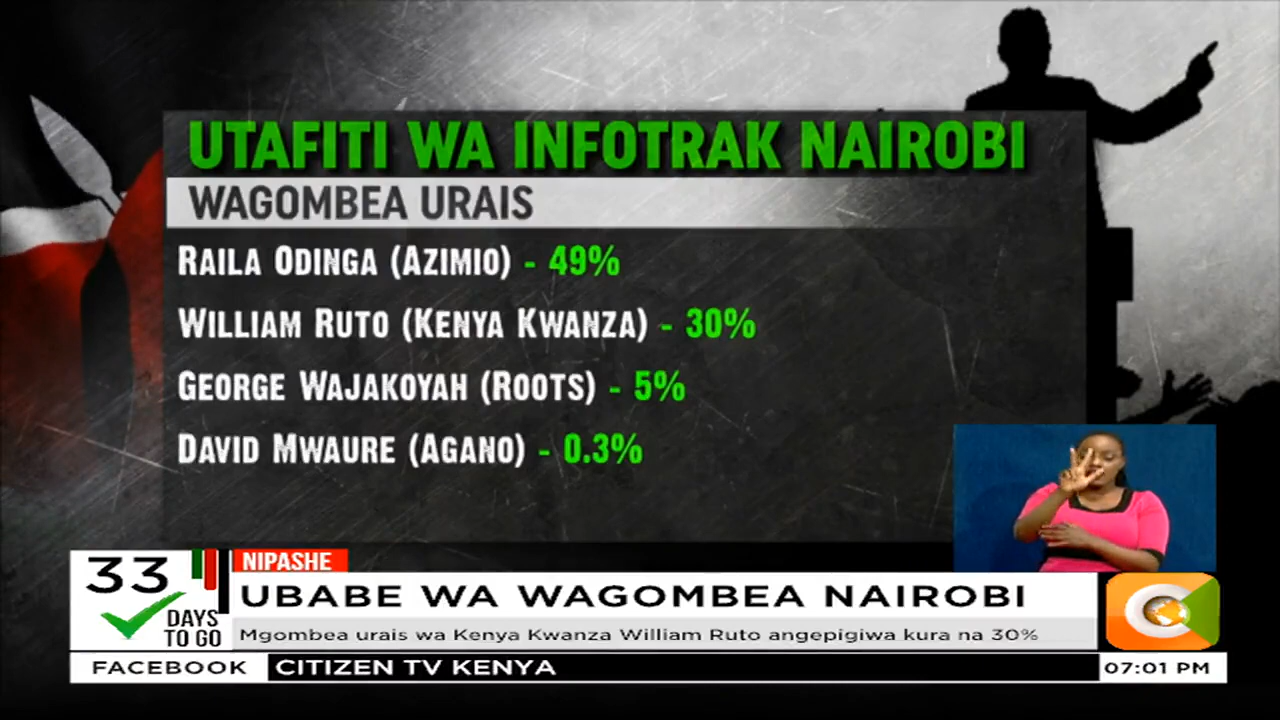 UTAFITI WA INFOTRAK NAIROBI
WAGOMBEA URAIS
RAILA ODINGA (AZIMIO) - 49%
WILLIAM RUTO (KENYA KWANZA) - 30%
GEORGE WAJAKOYAH (ROOTS) - 5%
DAVID MWAURE (AGANO) - 0.3%
33
DAYS
TO GO
NIPASHE
UBABE WA WAGOMBEA NAIROBI
Mgombea urais wa Kenya Kwanza William Ruto angepigiwa kura na 30%
FACEBOOK CITIZEN TV KENYA
07:01 PM